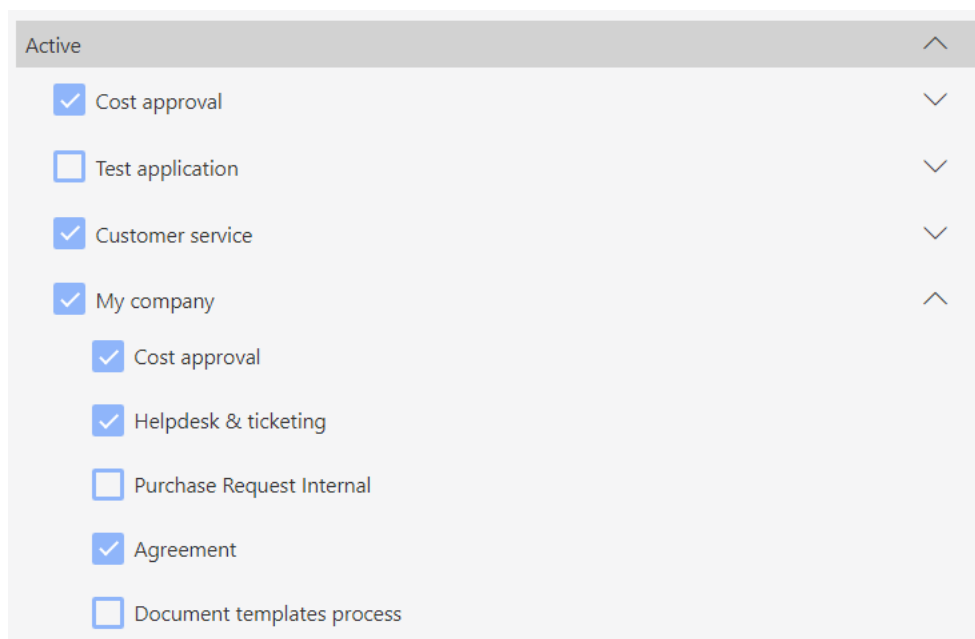 Active
Cost approval
Test application
Customer service
My company
Cost approval
Helpdesk & ticketing
Purchase Request Internal
Agreement
Document templates process